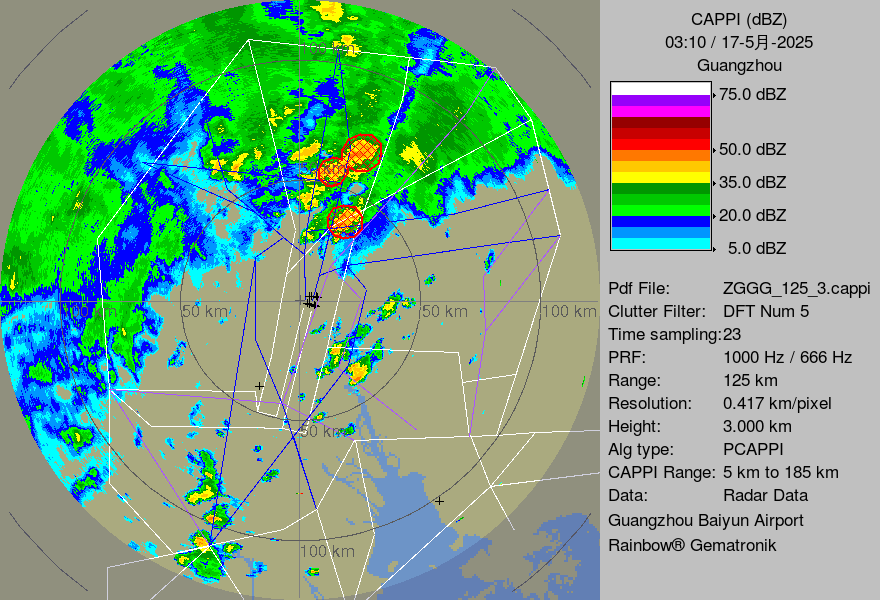 CAPPI (dBZ)
03:10 / 17-5月-2025
Guangzhou
75.0 dBZ
50.0 dBZ
35.0 dBZ
20.0 dBZ
5.0 dBZ
Pdf File: ZGGG_125_3.cappi
Clutter Filter: DFT Num 5
Time sampling:23
PRF: 1000 Hz / 666 Hz
Range: 125 km
Resolution: 0.417 km/pixel
Height: 3.000 km
Alg type: PCAPPI
CAPPI Range: 5 km to 185 km
Data: Radar Data
Guangzhou Baiyun Airport
Rainbow® Gematronik
100 km
100 km
50 km
50 km
100 km
50 km
100 km